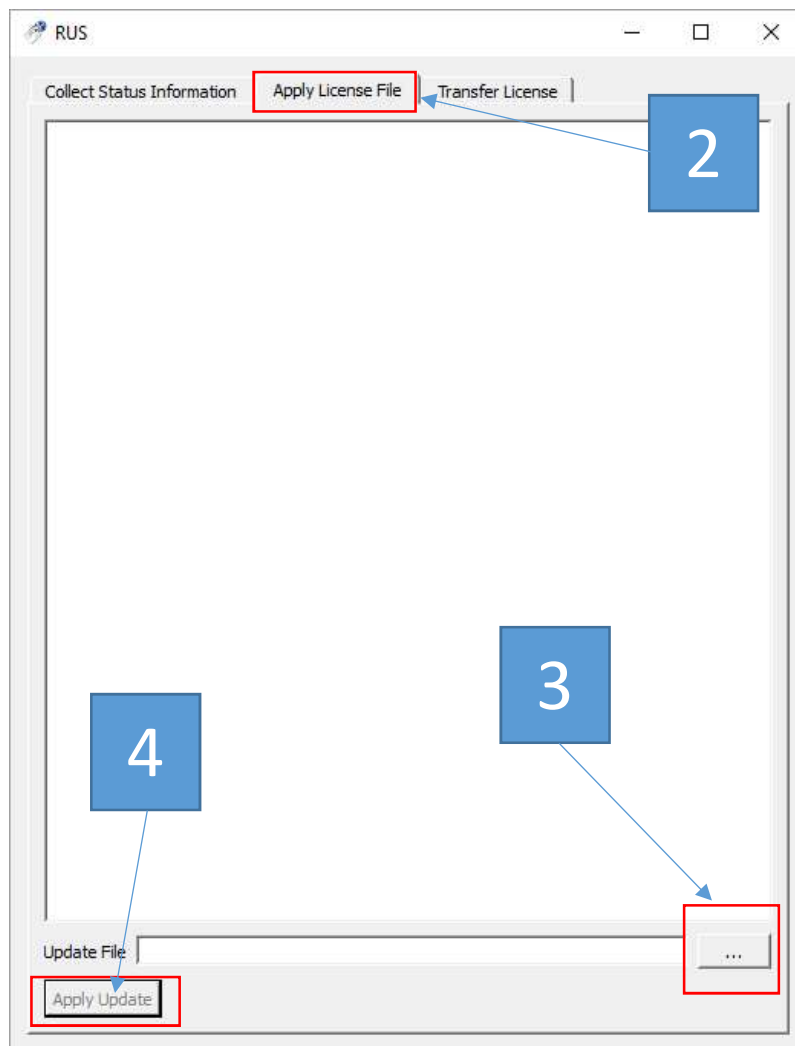 RUS
Collect Status Information Apply License File Transfer License
2
3
4
Update File ...
Apply Update